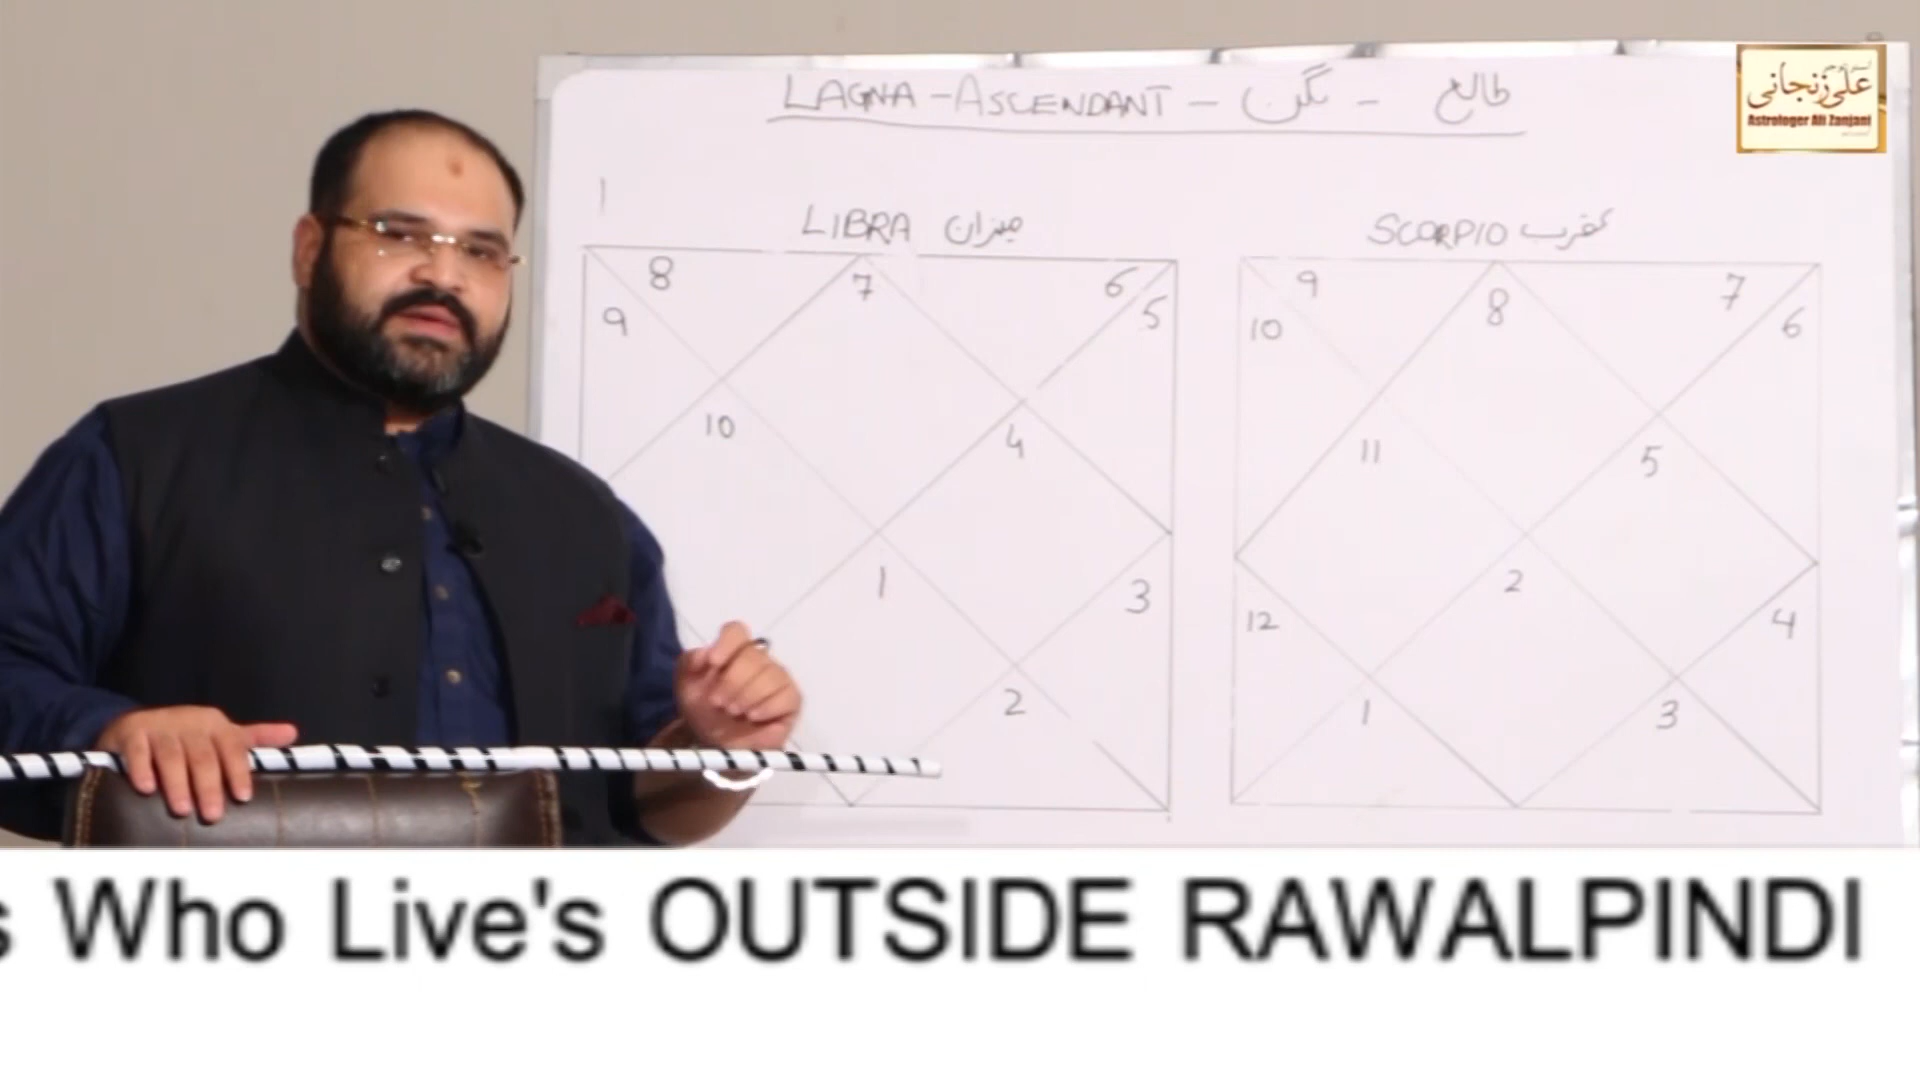 LAGNA - ASCENDANT - لگن - طالع
علی زنجانی
Astrologer Ali Zanjani
1
LIBRA میزان
8 7 6
9 5
10 4
1
3
2
SCORPIO عقرب
9 8 7
10 6
11 5
2
12 4
1 3
s Who Live's OUTSIDE RAWALPINDI